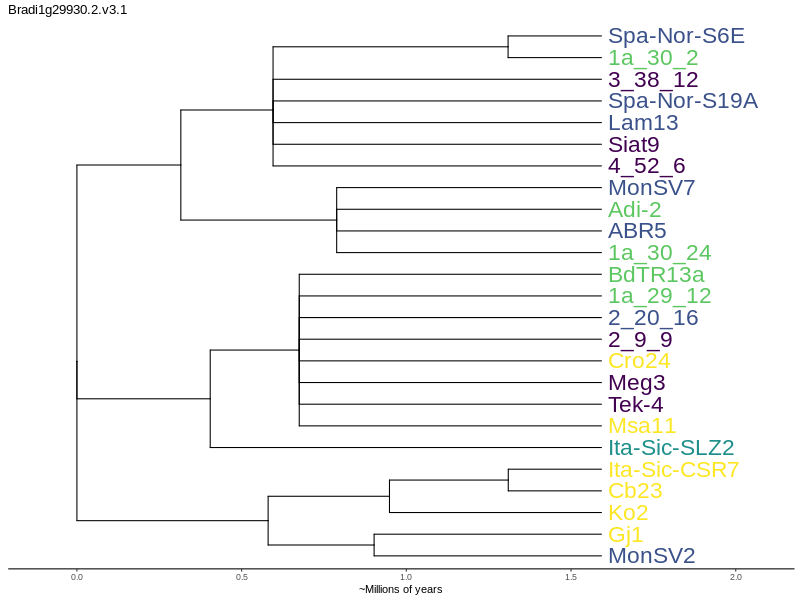 Bradi1g29930.2.v3.1
Spa-Nor-S6E
1a_30_2
3_38_12
Spa-Nor-S19A
Lam13
Siat9
4_52_6
MonSV7
Adi-2
ABR5
1a_30_24
BdTR13a
1a_29_12
2_20_16
2_9_9
Cro24
Meg3
Tek-4
Msa11
Ita-Sic-SLZ2
Ita-Sic-CSR7
Cb23
Ko2
Gj1
MonSV2
0.0 0.5 1.0 1.5 2.0
~Millions of years